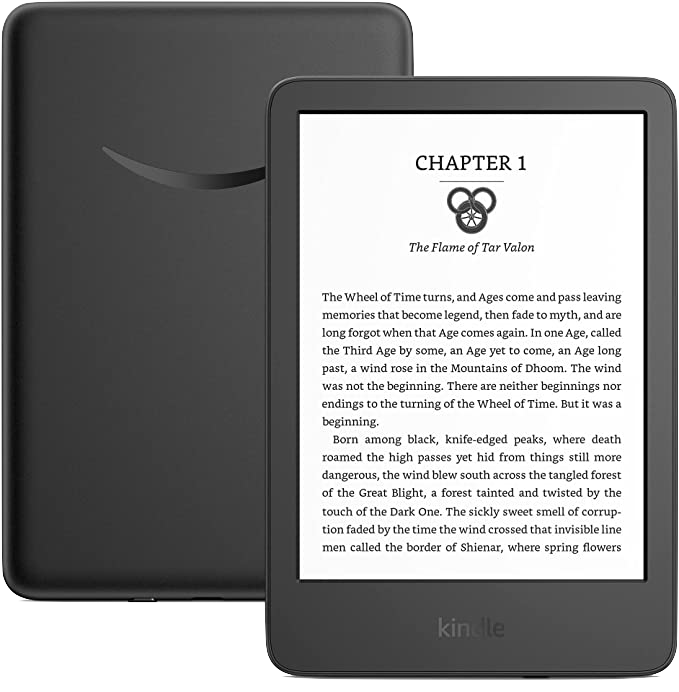 CHAPTER 1
The Flame of Tar Valon
The Wheel of Time turns, and Ages come and pass leaving
memories that become legend, then fade to myth, and are
long forgot when that Age comes again. In one Age, called
the Third Age by some, an Age yet to come, an Age long
past, a wind rose in the Mountains of Dhoom. The wind
was not the beginning. There are neither beginnings nor
endings to the turning of the Wheel of Time. But it was a
beginning.
Born among black, knife-edged peaks, where death
roamed the high passes yet hid from things still more
dangerous, the wind blew south across the tangled forest
of the Great Blight, a forest tainted and twisted by the
touch of the Dark One. The sickly sweet smell of corrup-
tion faded by the time the wind crossed that invisible line
men called the border of Shienar, where spring flowers
kindle